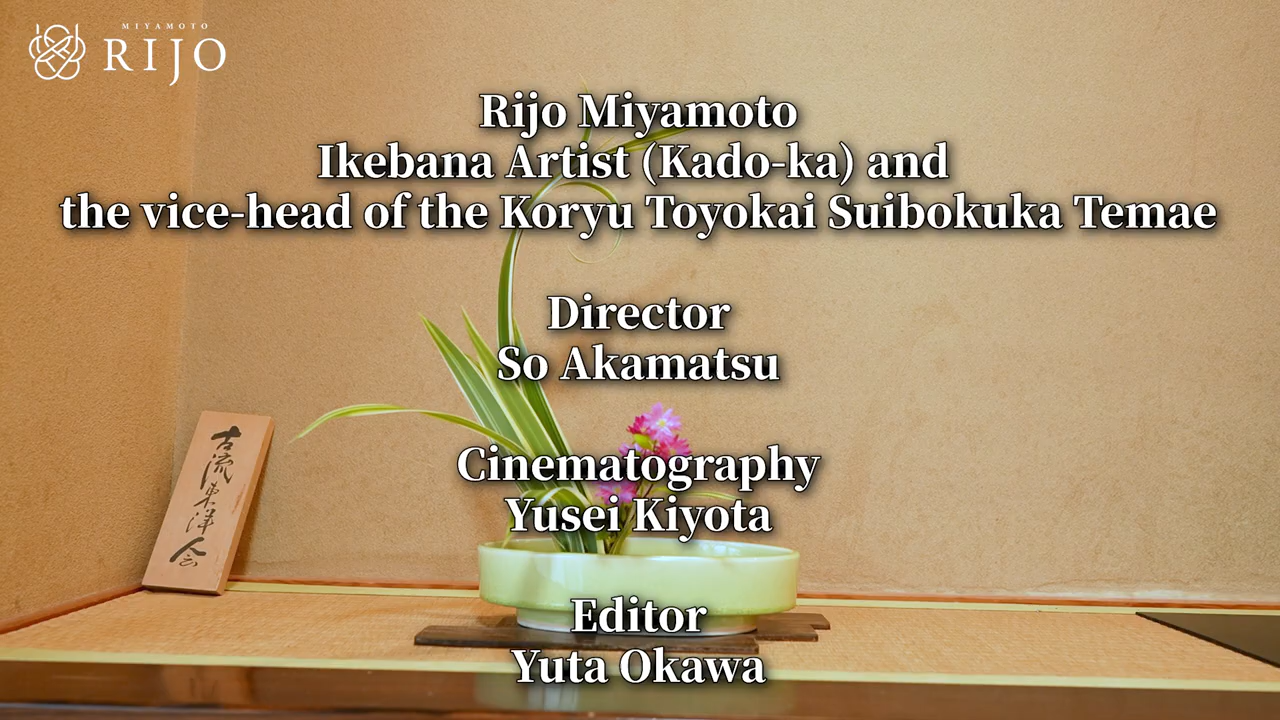 MIYAMOTO
RIJO
Rijo Miyamoto
Ikebana Artist (Kado-ka) and
the vice-head of the Koryu Toyokai Suibokuka Temae
Director
So Akamatsu
Cinematography
Yusei Kiyota
Editor
Yuta Okawa
古流東洋会